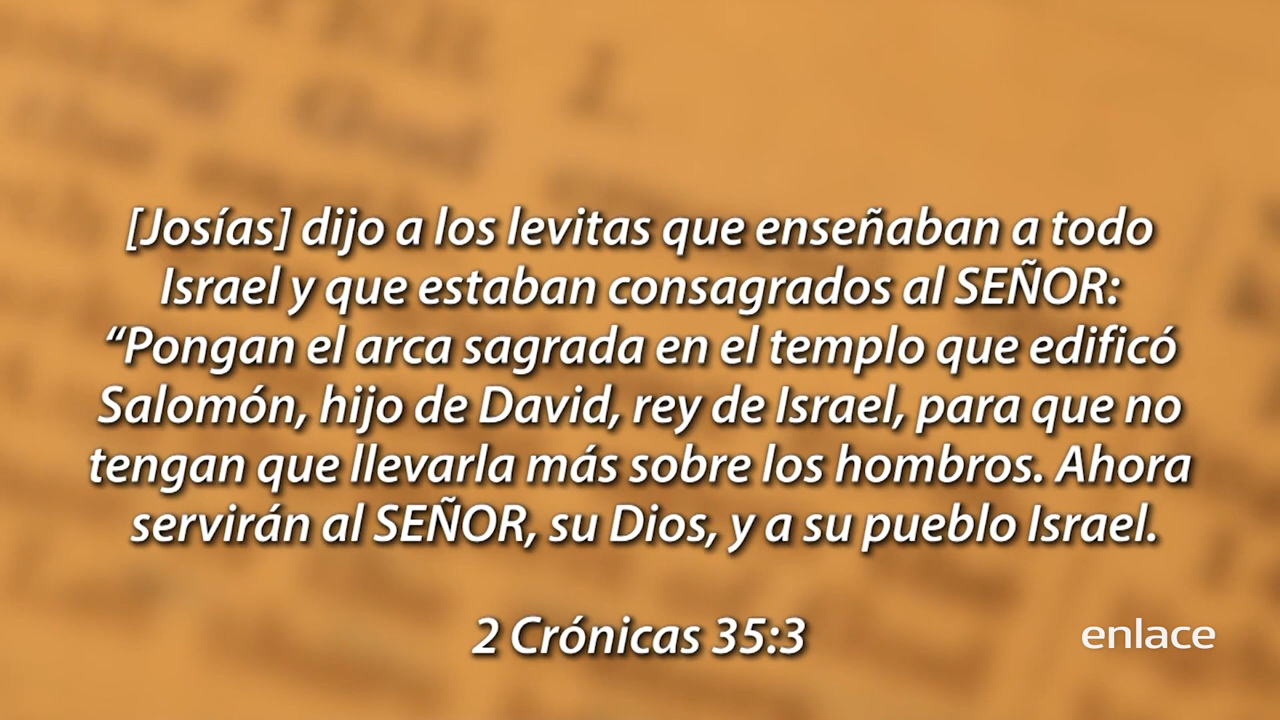 [Josías] dijo a los levitas que enseñaban a todo
Israel y que estaban consagrados al SEÑOR:
“Pongan el arca sagrada en el templo que edificó
Salomón, hijo de David, rey de Israel, para que no
tengan que llevarla más sobre los hombros. Ahora
servirán al SEÑOR, su Dios, y a su pueblo Israel.
2 Crónicas 35:3
enlace